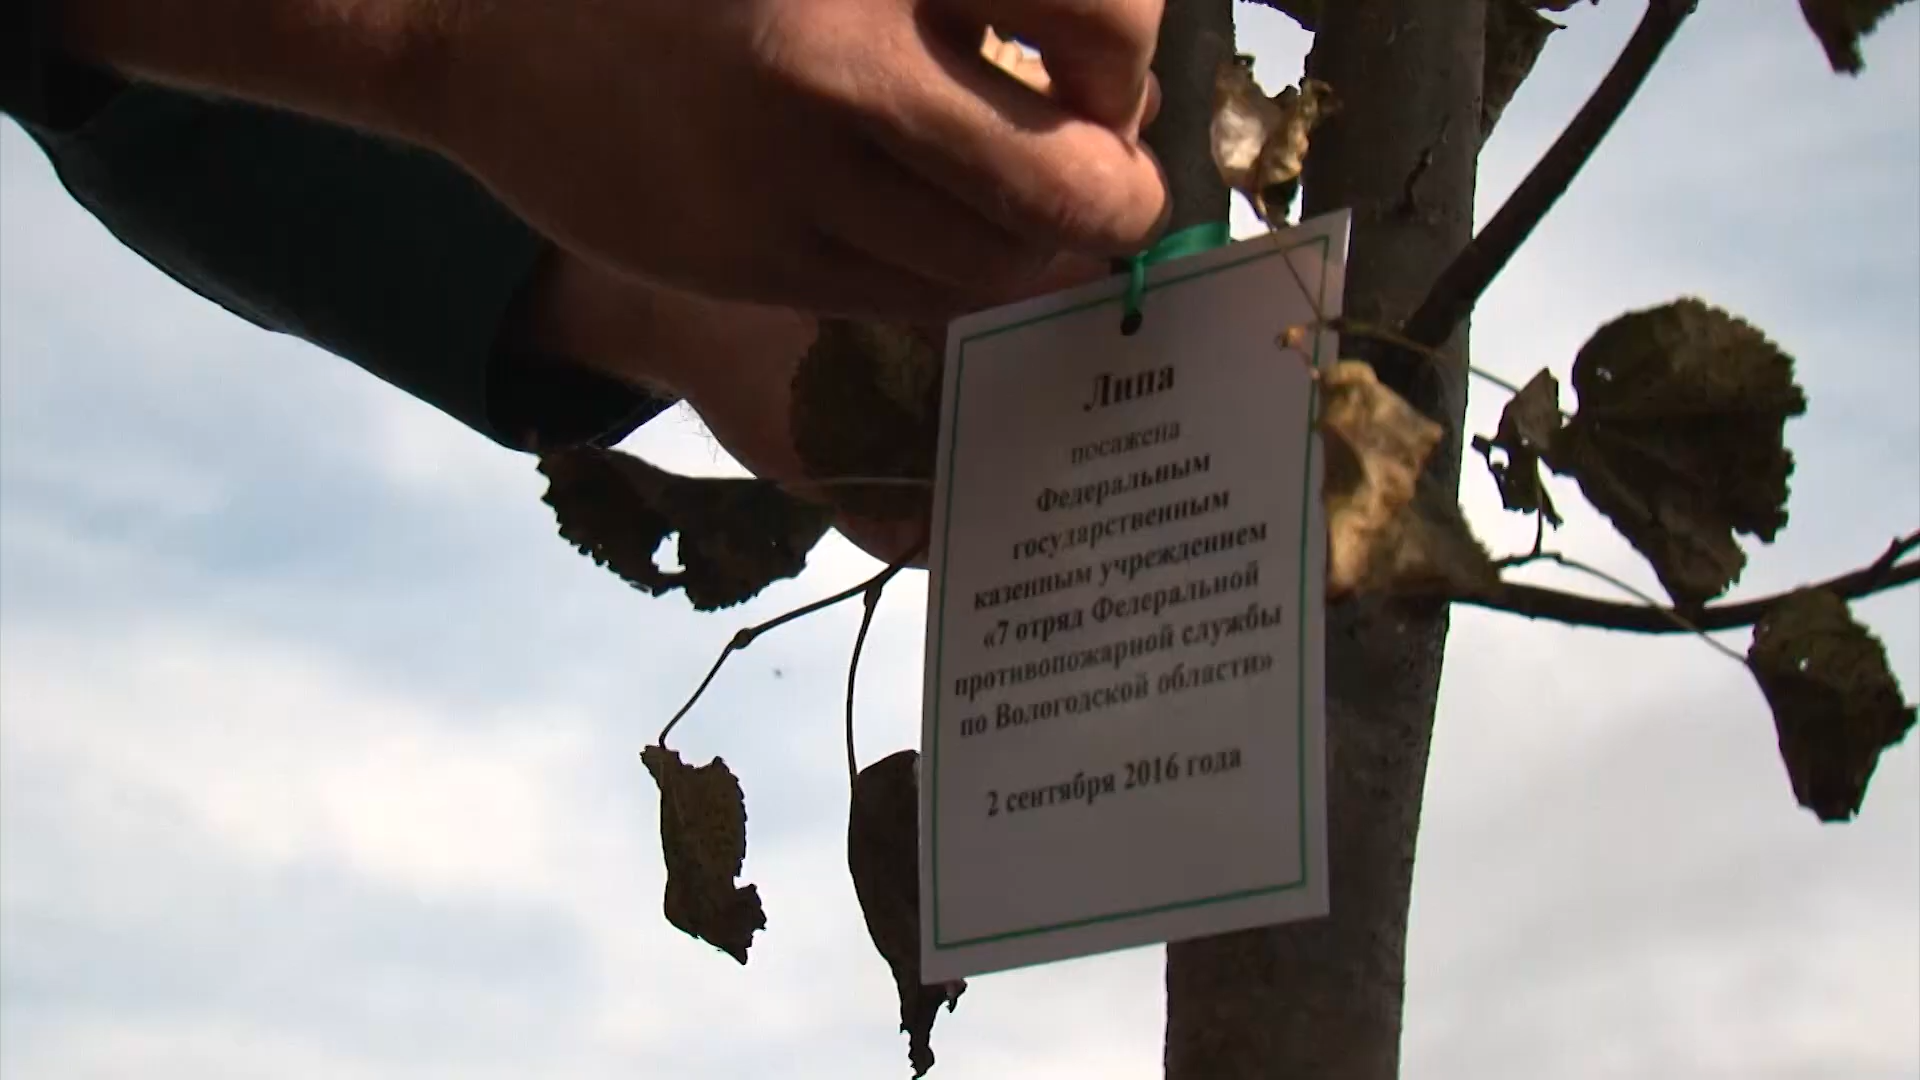 Липа
посажена
Федеральным
государственным
казенным учреждением
«7 отряд Федеральной
противопожарной службы
по Вологодской области»
2 сентября 2016 года